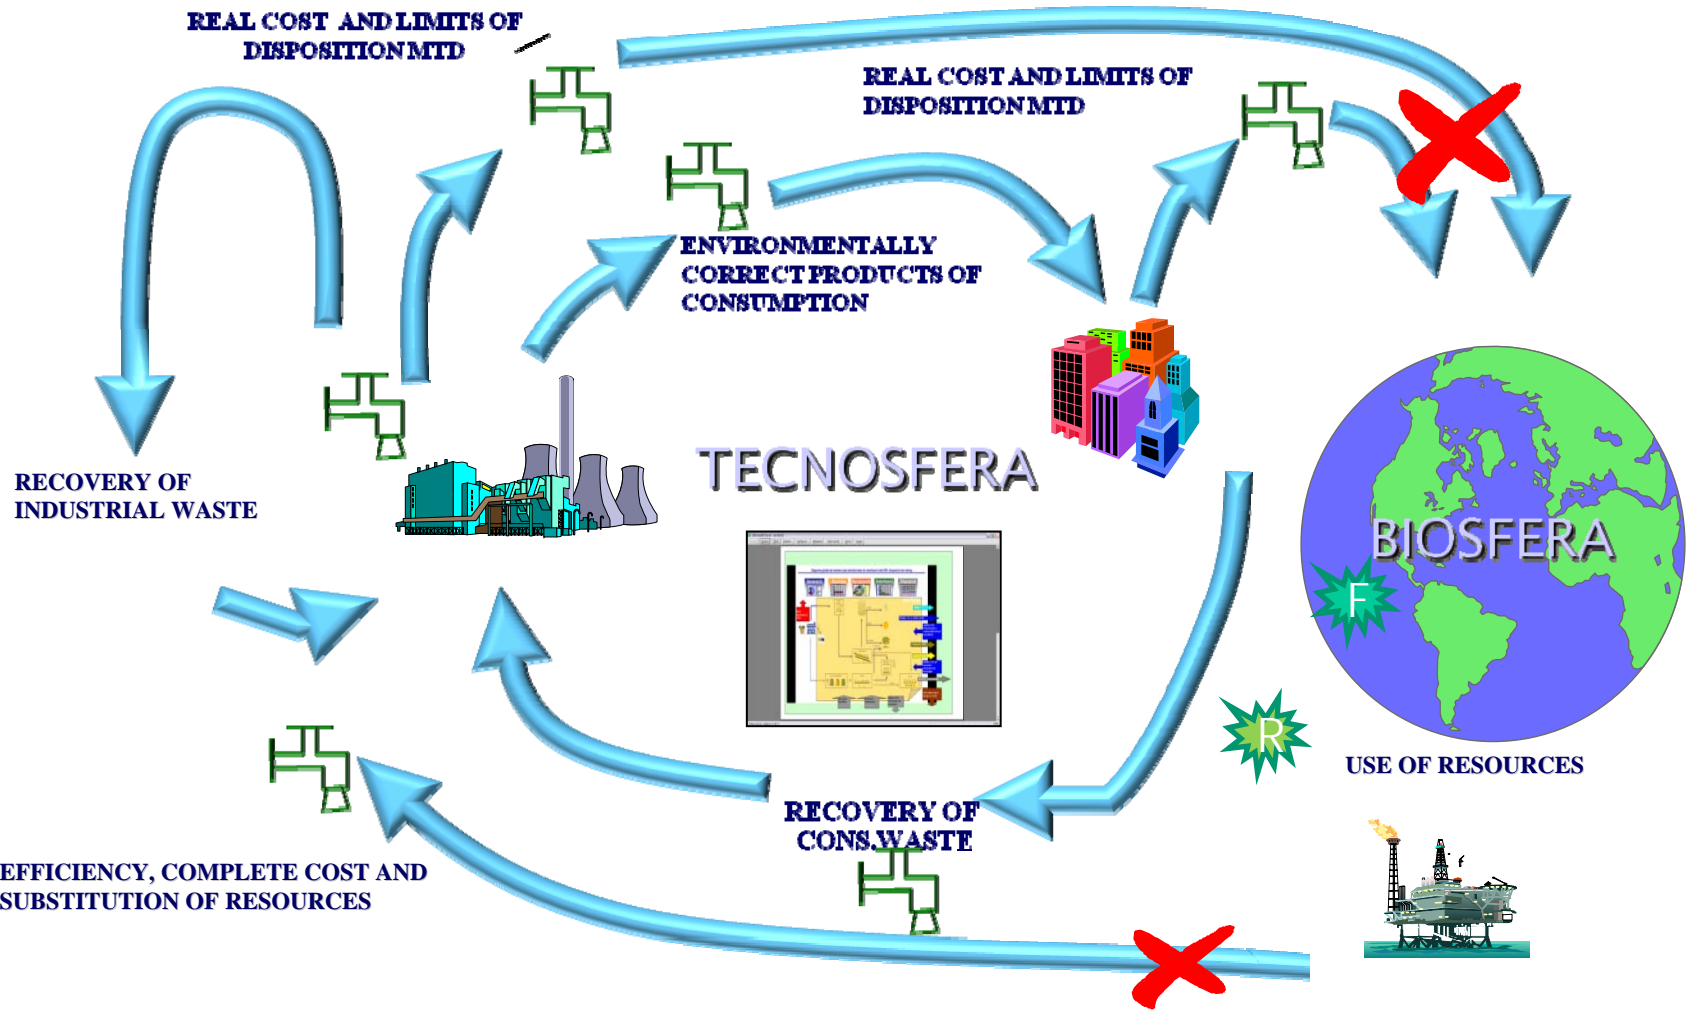 REAL COST AND LIMITS OF
DISPOSITION MTD
REAL COST AND LIMITS OF
DISPOSITION MTD
ENVIRONMENTALLY
CORRECT PRODUCTS OF
CONSUMPTION
TECNOSFERA
RECOVERY OF
INDUSTRIAL WASTE
BIOSFERA
F
R
USE OF RESOURCES
RECOVERY OF
CONS.WASTE
EFFICIENCY, COMPLETE COST AND
SUBSTITUTION OF RESOURCES